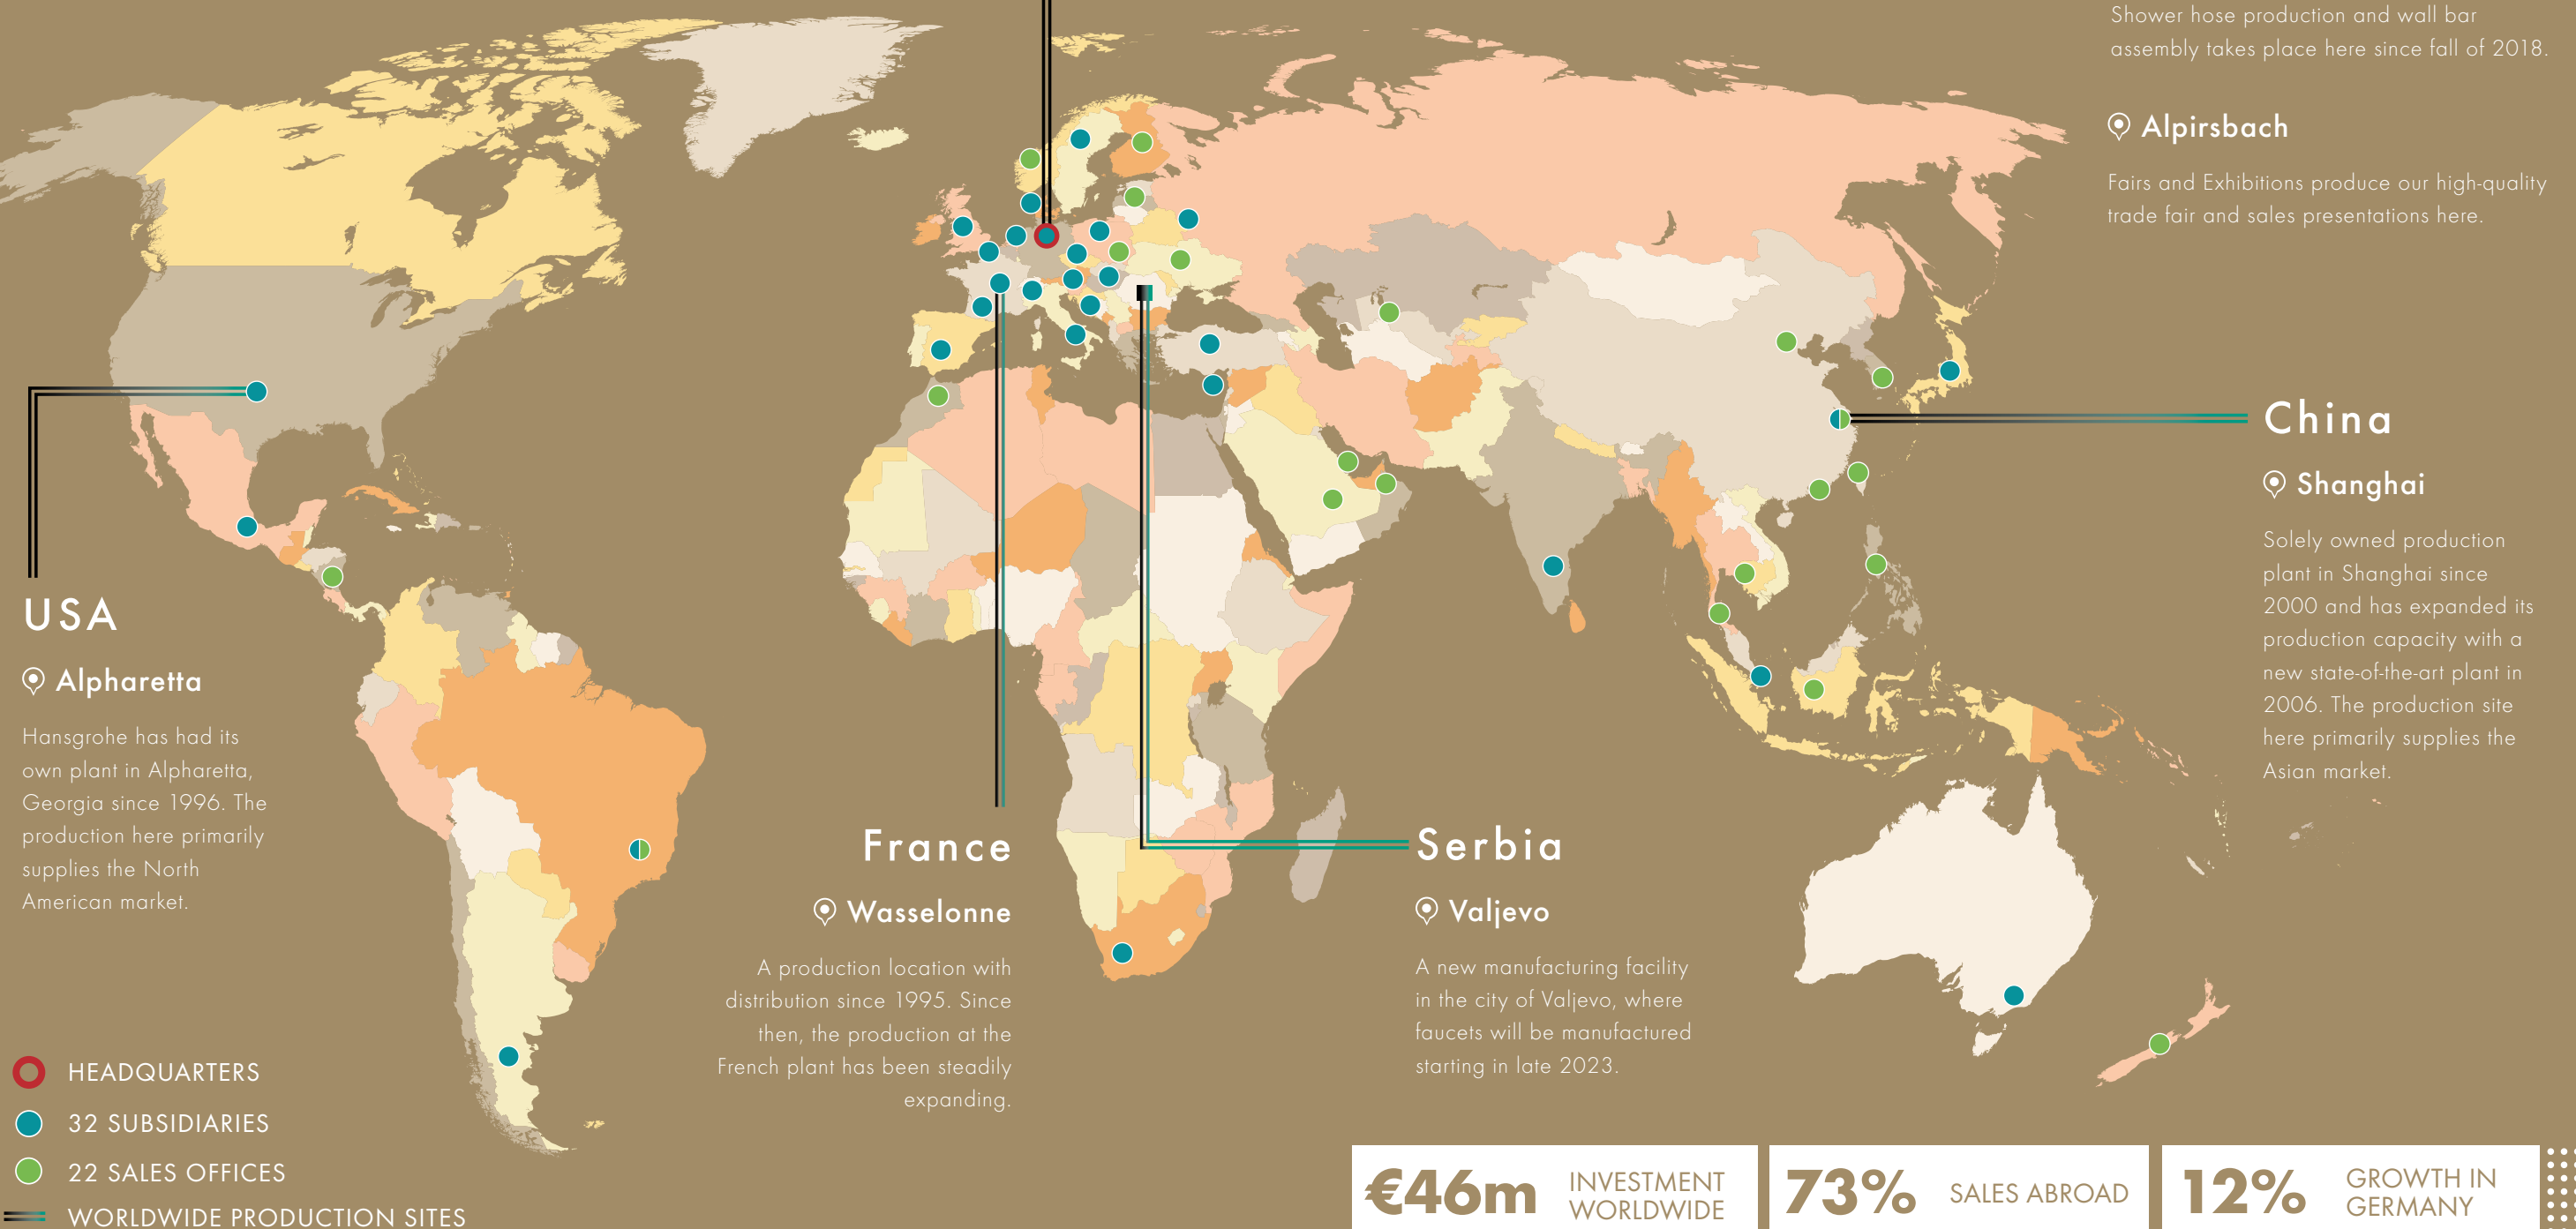 Shower hose production and wall bar
assembly takes place here since fall of 2018.
Alpirsbach
Fairs and Exhibitions produce our high-quality
trade fair and sales presentations here.
China
Shanghai
Solely owned production
plant in Shanghai since
2000 and has expanded its
production capacity with a
new state-of-the-art plant in
2006. The production site
here primarily supplies the
Asian market.
USA
Alpharetta
Hansgrohe has had its
own plant in Alpharetta,
Georgia since 1996. The
production here primarily
supplies the North
American market.
France
Wasselonne
A production location with
distribution since 1995. Since
then, the production at the
French plant has been steadily
expanding.
Serbia
Valjevo
A new manufacturing facility
in the city of Valjevo, where
faucets will be manufactured
starting in late 2023.
HEADQUARTERS
32 SUBSIDIARIES
22 SALES OFFICES
WORLDWIDE PRODUCTION SITES
€46m
INVESTMENT
WORLDWIDE
73%
SALES ABROAD
12%
GROWTH IN
GERMANY